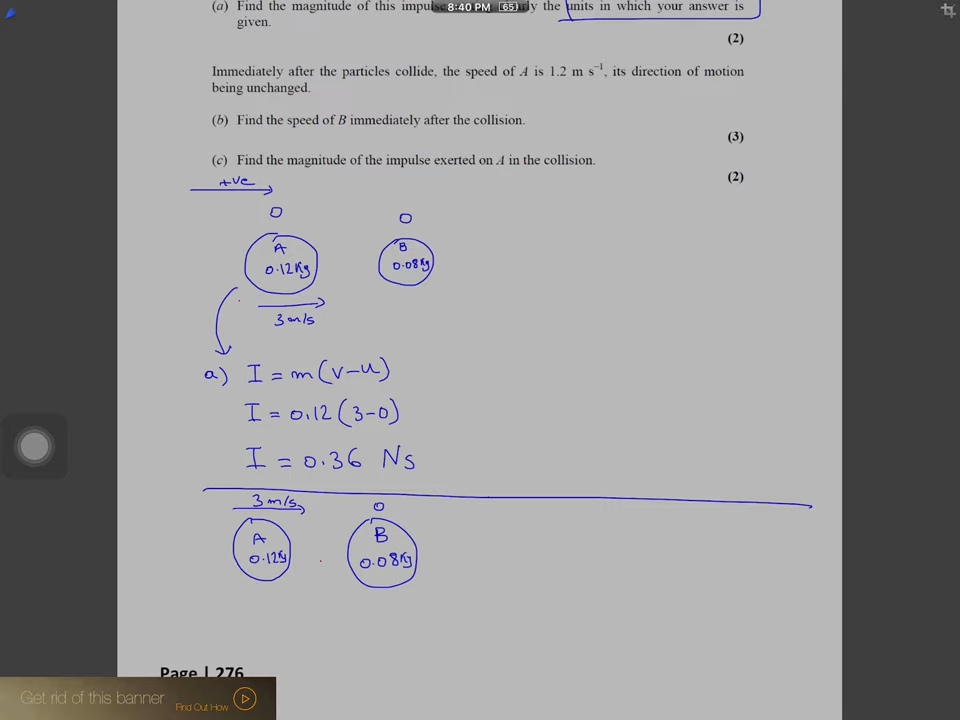 8:40 PM 65
(a) Find the magnitude of this impulse the units in which your answer is
given.
(2)
Immediately after the particles collide, the speed of A is 1.2 m s⁻¹, its direction of motion
being unchanged.
(b) Find the speed of B immediately after the collision.
(3)
(c) Find the magnitude of the impulse exerted on A in the collision.
(2)
+ve
0 0
A B
0.12Kg 0.08Kg
3 m/s
a) I = m(v-u)
I = 0.12(3-0)
I = 0.36 Ns
3 m/s 0
A B
0.12Kg 0.08Kg
Page | 276
Get rid of this banner
Find Out How